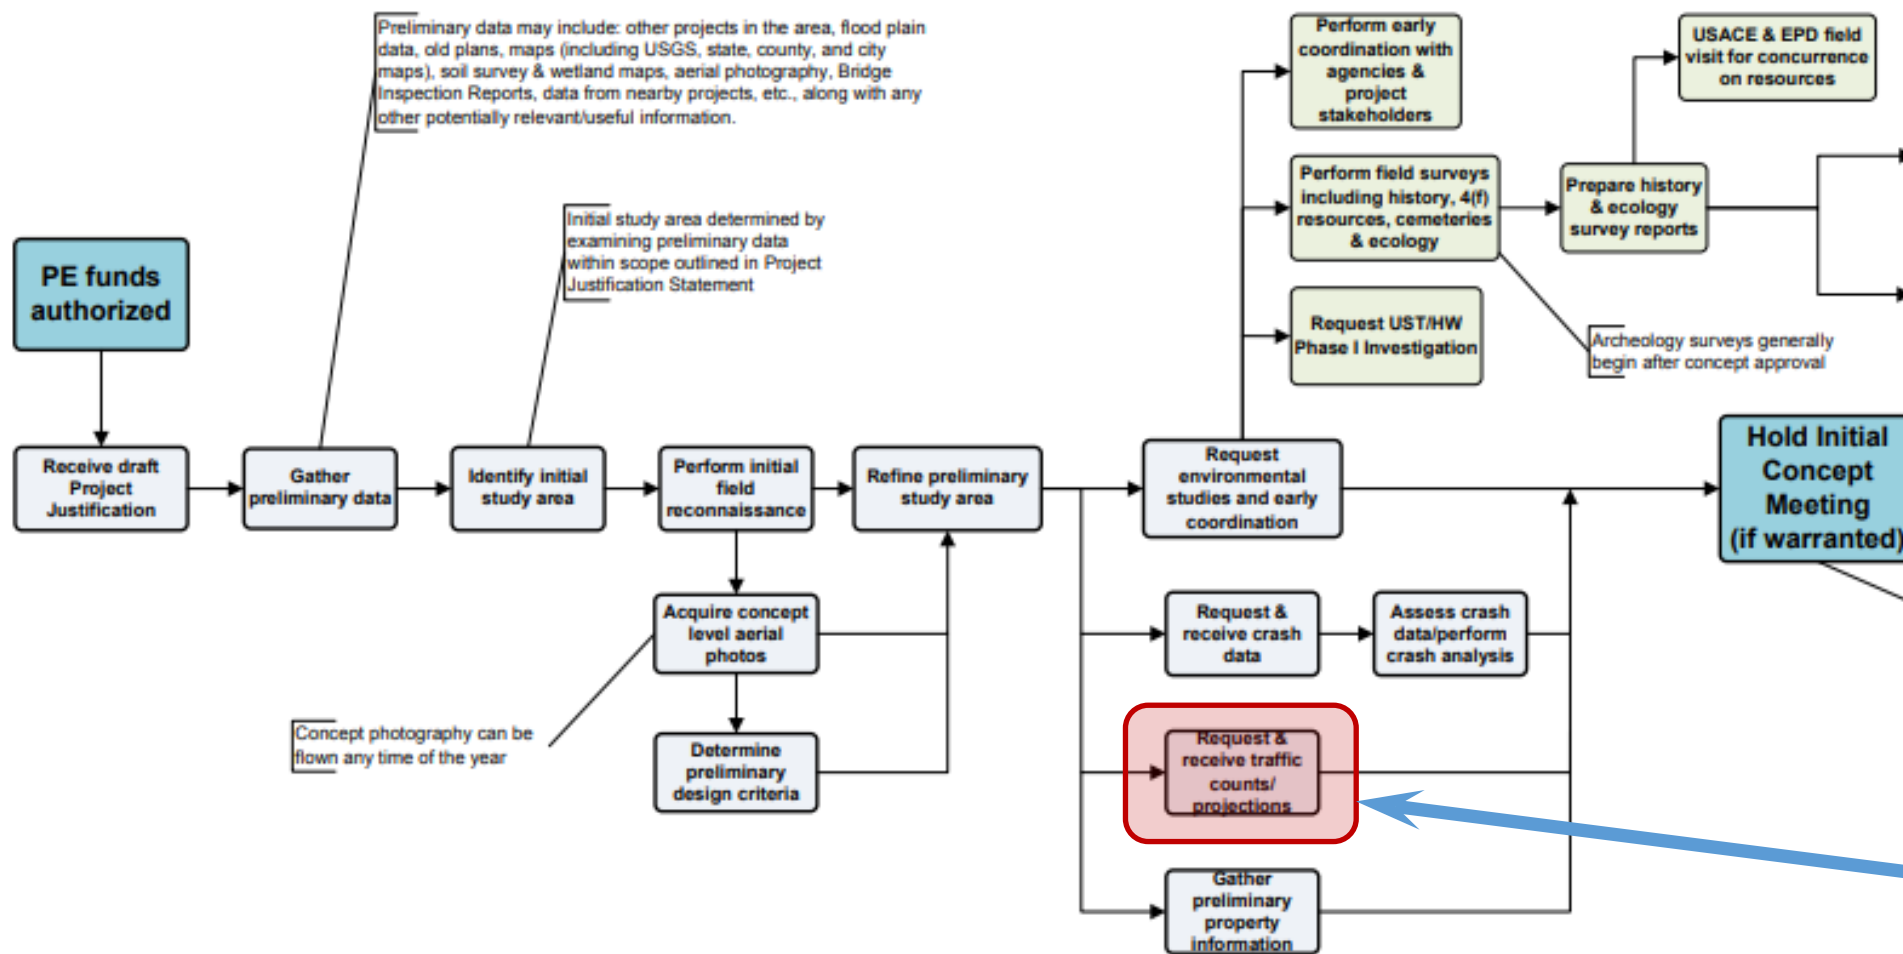 Preliminary data may include: other projects in the area, flood plain
data, old plans, maps (including USGS, state, county, and city
maps), soil survey & wetland maps, aerial photography, Bridge
Inspection Reports, data from nearby projects, etc., along with any
other potentially relevant/useful information.
Perform early
coordination with
agencies &
project
stakeholders
USACE & EPD field
visit for concurrence
on resources
Perform field surveys
including history, 4(f)
resources, cemeteries
& ecology
Prepare history
& ecology
survey reports
Initial study area determined by
examining preliminary data
within scope outlined in Project
Justification Statement
PE funds
authorized
Request UST/HW
Phase I Investigation
Archeology surveys generally
begin after concept approval
Receive draft
Project
Justification
Gather
preliminary data
Identify initial
study area
Perform initial
field
reconnaissance
Refine preliminary
study area
Request
environmental
studies and early
coordination
Hold Initial
Concept
Meeting
(if warranted)
Acquire concept
level aerial
photos
Request &
receive crash
data
Assess crash
data/perform
crash analysis
Concept photography can be
flown any time of the year
Determine
preliminary
design criteria
Request &
receive traffic
counts/
projections
Gather
preliminary
property
information